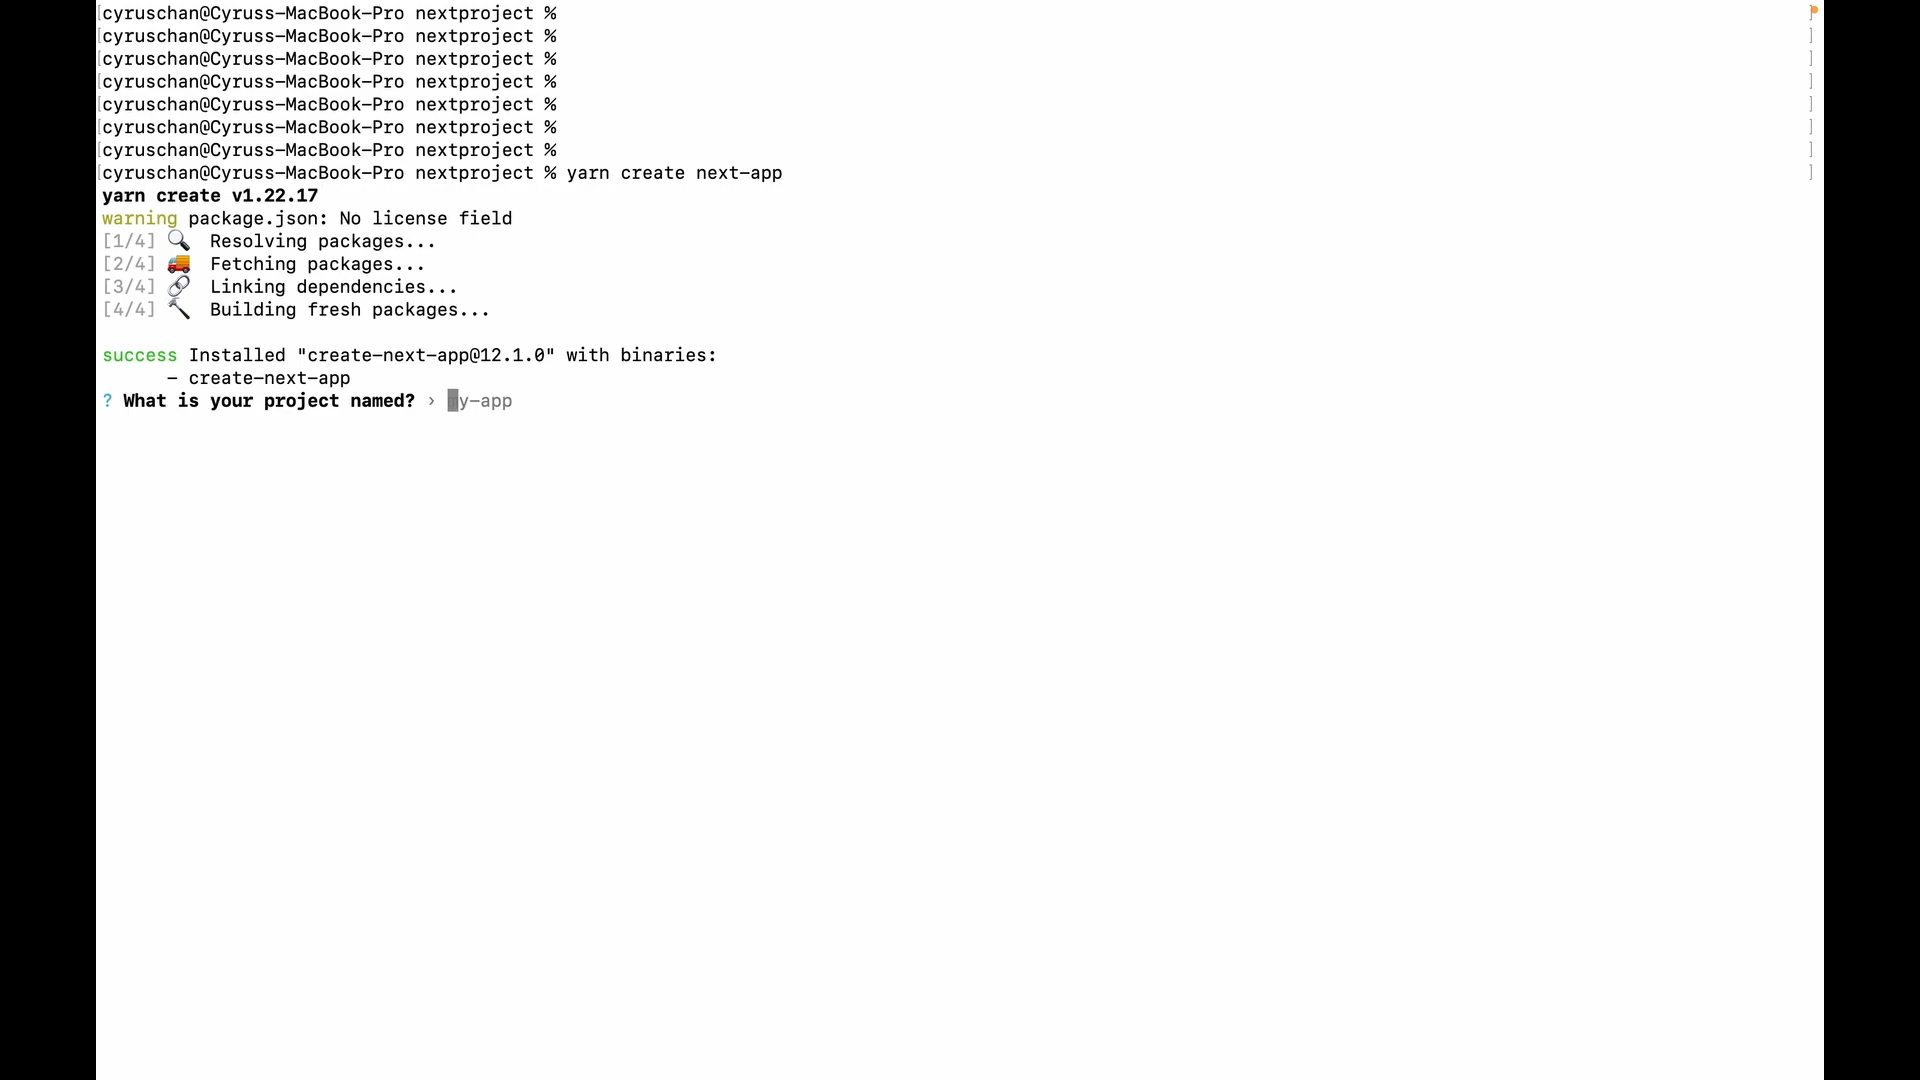 [cyruschan@Cyruss-MacBook-Pro nextproject % ]
[cyruschan@Cyruss-MacBook-Pro nextproject % ]
[cyruschan@Cyruss-MacBook-Pro nextproject % ]
[cyruschan@Cyruss-MacBook-Pro nextproject % ]
[cyruschan@Cyruss-MacBook-Pro nextproject % ]
[cyruschan@Cyruss-MacBook-Pro nextproject % ]
[cyruschan@Cyruss-MacBook-Pro nextproject % ]
[cyruschan@Cyruss-MacBook-Pro nextproject % yarn create next-app ]
yarn create v1.22.17
warning package.json: No license field
[1/4] 🔍 Resolving packages...
[2/4] 🚚 Fetching packages...
[3/4] 🔗 Linking dependencies...
[4/4] 🔨 Building fresh packages...
success Installed "create-next-app@12.1.0" with binaries:
- create-next-app
? What is your project named? › my-app